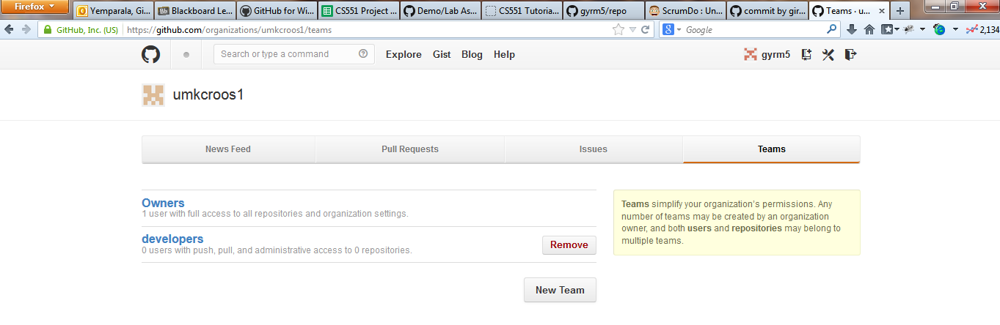 Firefox
Yemparala, Gi...
Blackboard Le...
GitHub for Wi...
CS551 Project ...
Demo/Lab As...
CS551 Tutoria...
gyrm5/repo
ScrumDo : Un...
commit by gir...
Teams · u...
GitHub, Inc. (US) https://github.com/organizations/umkcroos1/teams
Google
2,134
Search or type a command
Explore Gist Blog Help
gyrm5
umkcroos1
News Feed Pull Requests Issues Teams
Owners
1 user with full access to all repositories and organization settings.
developers
0 users with push, pull, and administrative access to 0 repositories.
Remove
New Team
Teams simplify your organization's permissions. Any
number of teams may be created by an organization
owner, and both users and repositories may belong to
multiple teams.